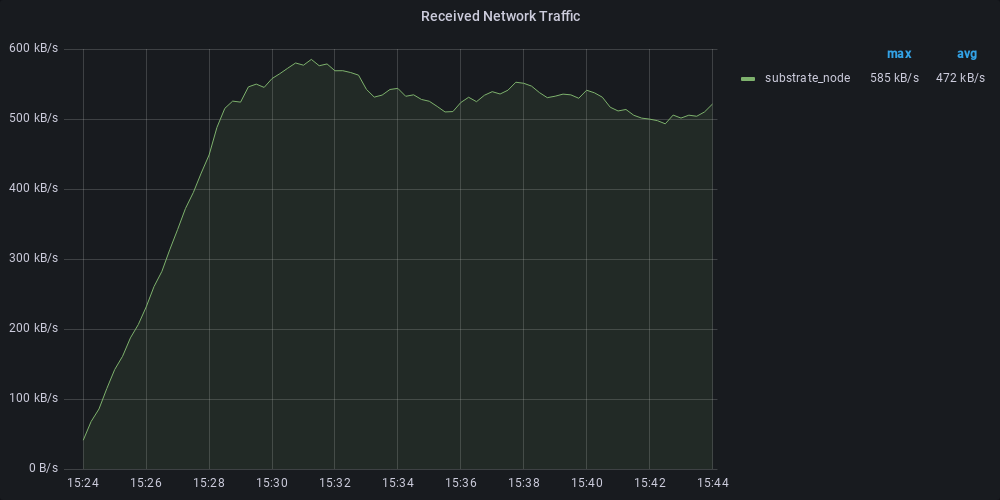 Received Network Traffic
600 kB/s
500 kB/s
400 kB/s
300 kB/s
200 kB/s
100 kB/s
0 B/s
15:24 15:26 15:28 15:30 15:32 15:34 15:36 15:38 15:40 15:42 15:44
max avg
substrate_node 585 kB/s 472 kB/s